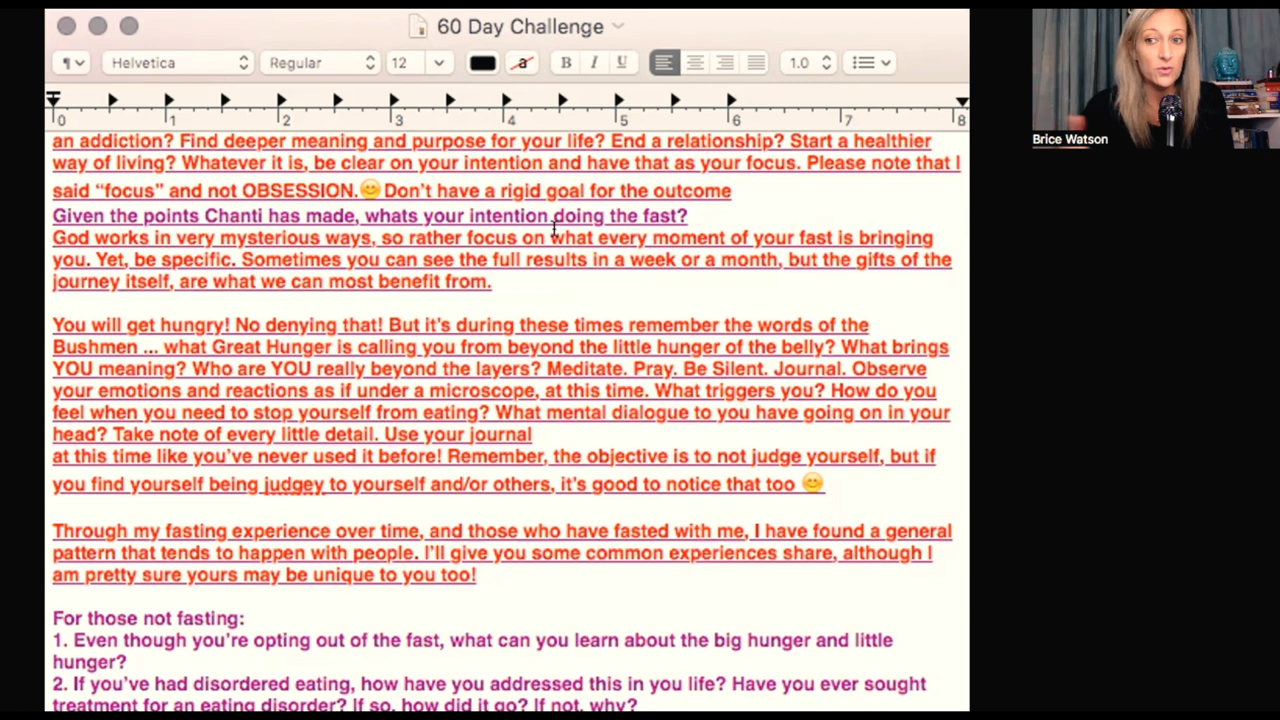 60 Day Challenge
¶ Helvetica Regular 12 a B I U 1.0
0 1 2 3 4 5 6 7 8
an addiction? Find deeper meaning and purpose for your life? End a relationship? Start a healthier
way of living? Whatever it is, be clear on your intention and have that as your focus. Please note that I
said “focus” and not OBSESSION.😊Don’t have a rigid goal for the outcome
Given the points Chanti has made, whats your intention doing the fast?
God works in very mysterious ways, so rather focus on what every moment of your fast is bringing
you. Yet, be specific. Sometimes you can see the full results in a week or a month, but the gifts of the
journey itself, are what we can most benefit from.
You will get hungry! No denying that! But it’s during these times remember the words of the
Bushmen ... what Great Hunger is calling you from beyond the little hunger of the belly? What brings
YOU meaning? Who are YOU really beyond the layers? Meditate. Pray. Be Silent. Journal. Observe
your emotions and reactions as if under a microscope, at this time. What triggers you? How do you
feel when you need to stop yourself from eating? What mental dialogue to you have going on in your
head? Take note of every little detail. Use your journal
at this time like you’ve never used it before! Remember, the objective is to not judge yourself, but if
you find yourself being judgey to yourself and/or others, it’s good to notice that too 😊
Through my fasting experience over time, and those who have fasted with me, I have found a general
pattern that tends to happen with people. I’ll give you some common experiences share, although I
am pretty sure yours may be unique to you too!
For those not fasting:
1. Even though you’re opting out of the fast, what can you learn about the big hunger and little
hunger?
2. If you’ve had disordered eating, how have you addressed this in you life? Have you ever sought
treatment for an eating disorder? If so, how did it go? If not, why?
Brice Watson